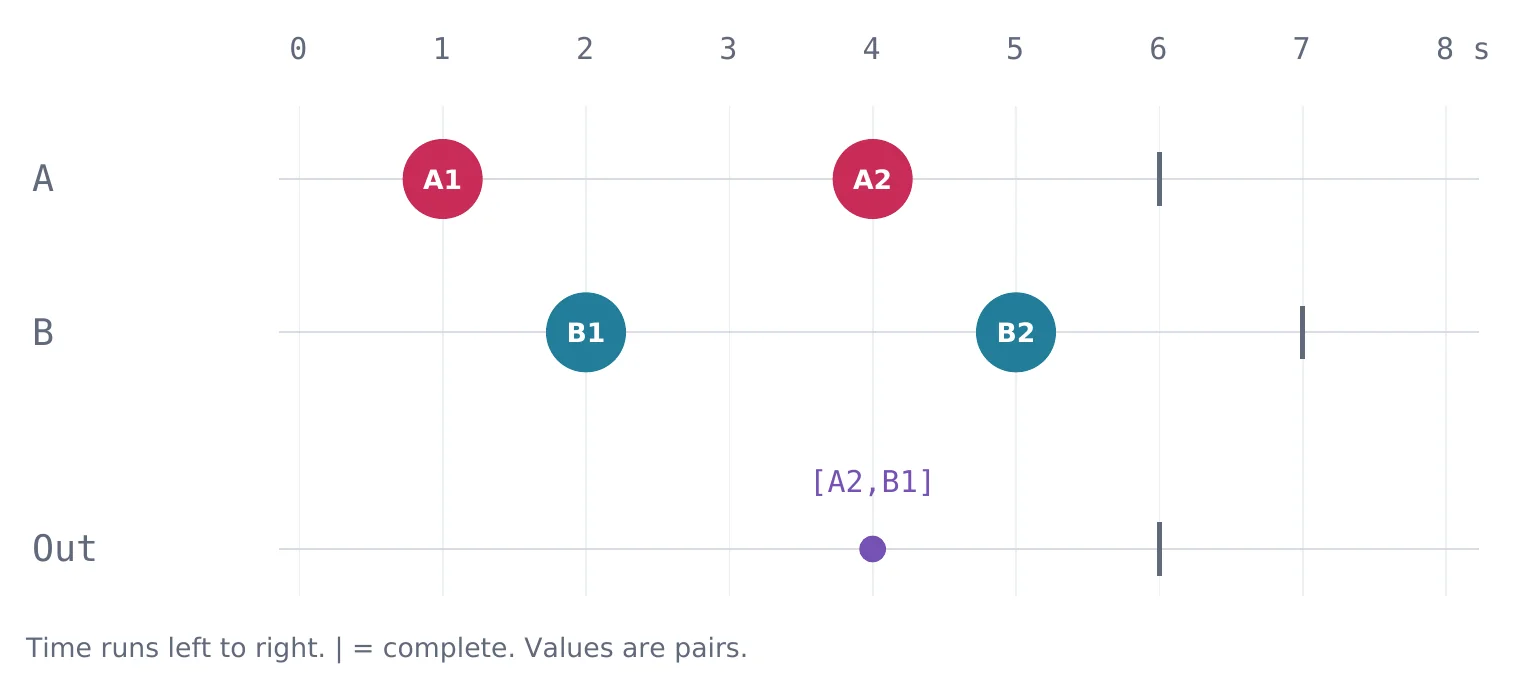 0 1 2 3 4 5 6 7 8 s
A A1 A2
B B1 B2
[A2,B1]
Out
Time runs left to right. | = complete. Values are pairs.